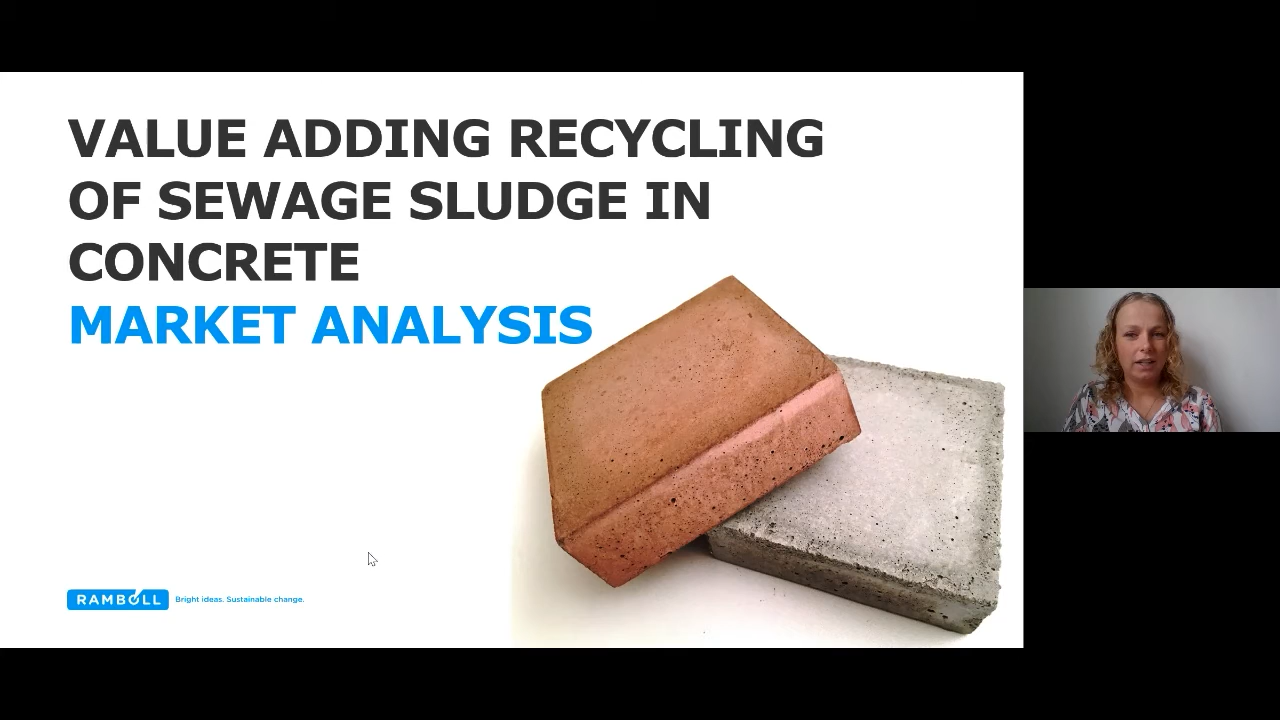 VALUE ADDING RECYCLING
OF SEWAGE SLUDGE IN
CONCRETE
MARKET ANALYSIS
RAMBOLL Bright ideas. Sustainable change.